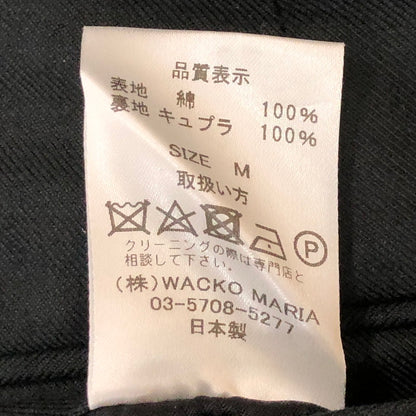 品質表示
表地 綿 100%
裏地 キュプラ 100%
SIZE M
取扱い方
P
クリーニングの際は専門店と
相談して下さい。
(株)WACKO MARIA
03-5708-5277
日本製